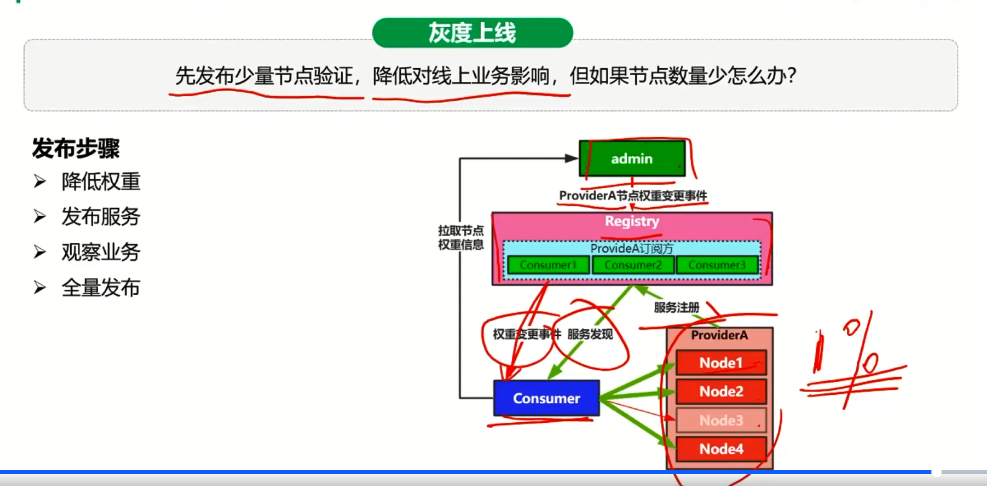 灰度上线
先发布少量节点验证，降低对线上业务影响，但如果节点数量少怎么办？
发布步骤
➢ 降低权重
➢ 发布服务
➢ 观察业务
➢ 全量发布
admin
ProviderA节点权重变更事件
Registry
拉取节点
权重信息
ProvideA订阅方
Consumer1 Consumer2 Consumer3
服务注册
权重变更事件 服务发现
ProviderA
Node1
1%
Node2
Consumer
Node3
Node4